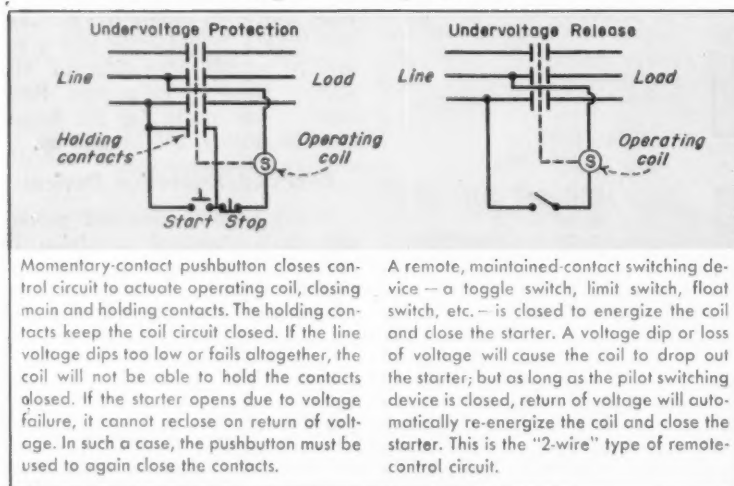 Undervoltage Protection
Line
Load
Holding
contacts
Operating
coil
S
Start Stop
Momentary-contact pushbutton closes con-
trol circuit to actuate operating coil, closing
main and holding contacts. The holding con-
tacts keep the coil circuit closed. If the line
voltage dips too low or fails altogether, the
coil will not be able to hold the contacts
closed. If the starter opens due to voltage
failure, it cannot reclose on return of volt-
age. In such a case, the pushbutton must be
used to again close the contacts.
Undervoltage Release
Line
Load
Operating
coil
S
A remote, maintained-contact switching de-
vice — a toggle switch, limit switch, float
switch, etc. — is closed to energize the coil
and close the starter. A voltage dip or loss
of voltage will cause the coil to drop out
the starter; but as long as the pilot switching
device is closed, return of voltage will auto-
matically re-energize the coil and close the
starter. This is the "2-wire" type of remote-
control circuit.